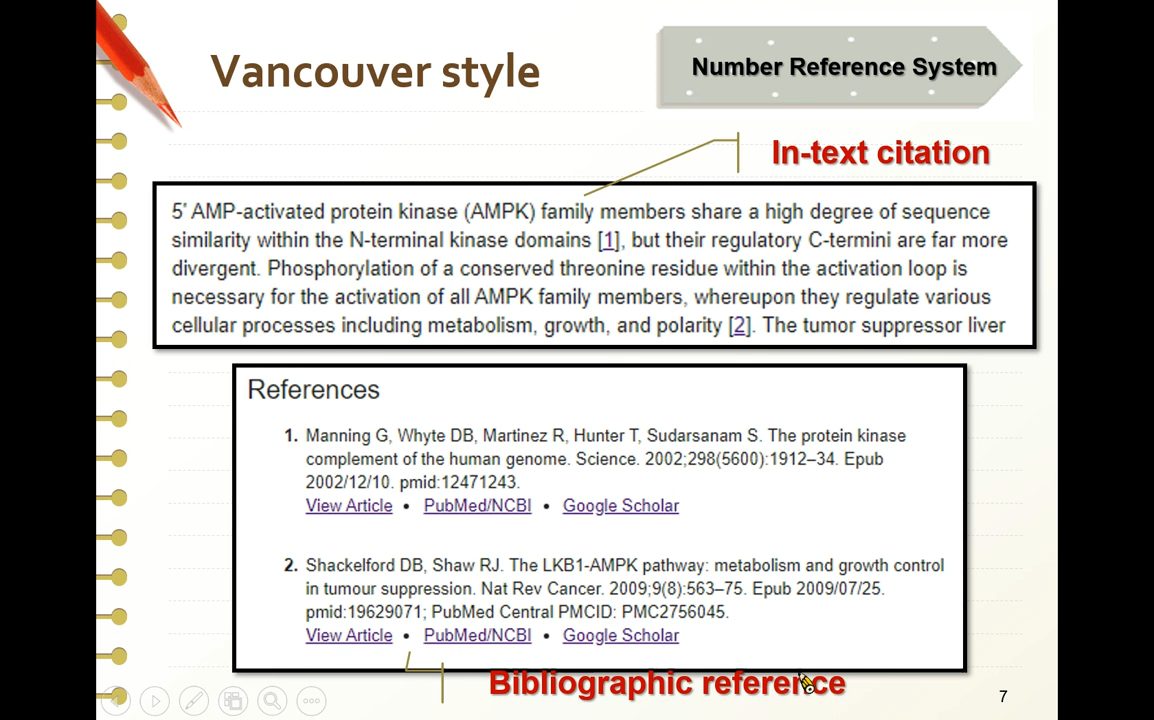 Vancouver style
Number Reference System
In-text citation
5' AMP-activated protein kinase (AMPK) family members share a high degree of sequence
similarity within the N-terminal kinase domains [1], but their regulatory C-termini are far more
divergent. Phosphorylation of a conserved threonine residue within the activation loop is
necessary for the activation of all AMPK family members, whereupon they regulate various
cellular processes including metabolism, growth, and polarity [2]. The tumor suppressor liver
References
1. Manning G, Whyte DB, Martinez R, Hunter T, Sudarsanam S. The protein kinase
complement of the human genome. Science. 2002;298(5600):1912–34. Epub
2002/12/10. pmid:12471243.
View Article • PubMed/NCBI • Google Scholar
2. Shackelford DB, Shaw RJ. The LKB1-AMPK pathway: metabolism and growth control
in tumour suppression. Nat Rev Cancer. 2009;9(8):563–75. Epub 2009/07/25.
pmid:19629071; PubMed Central PMCID: PMC2756045.
View Article • PubMed/NCBI • Google Scholar
Bibliographic reference
7